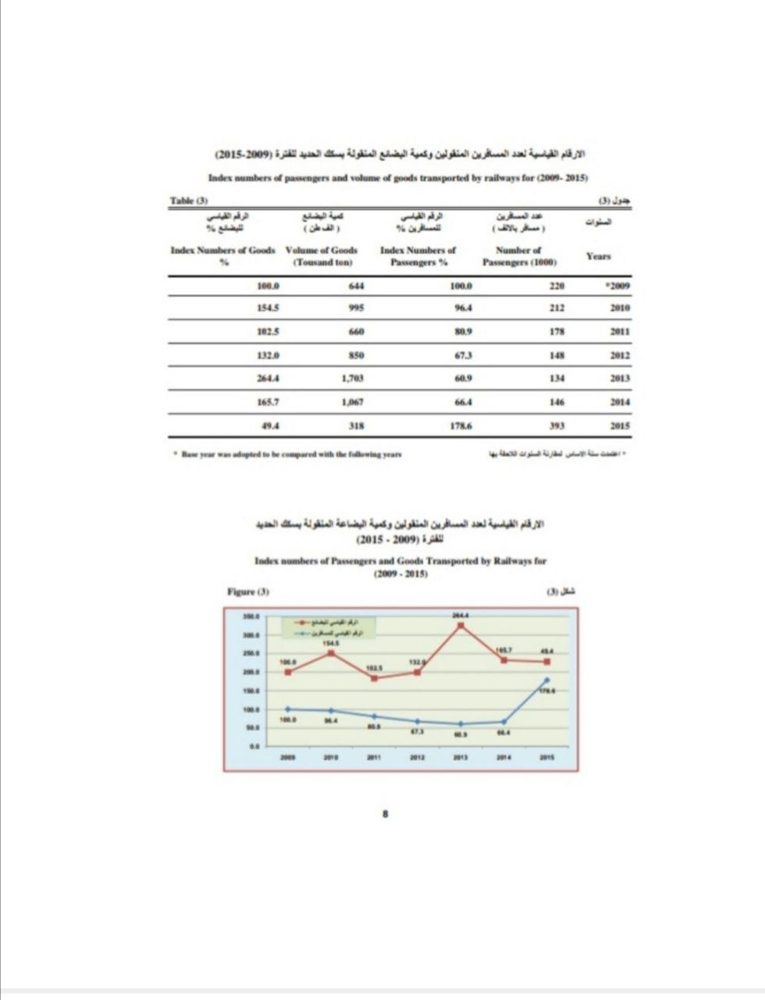 الارقام القياسية لعدد المسافرين المنقولين وكمية البضائع المنقولة بسكك الحديد للفترة (2009-2015)
Index numbers of passengers and volume of goods transported by railways for (2009- 2015)
Table (3) جدول (3)
السنوات عدد المسافرين الرقم القياسي كمية البضائع الرقم القياسي
( مسافر بالالف ) للمسافرين % ( الف طن ) للبضائع %
Index Numbers of Goods Volume of Goods Index Numbers of Number of Years
% (Tousand ton) Passengers % Passengers (1000)
100.0 644 100.0 220 *2009
154.5 995 96.4 212 2010
102.5 660 80.9 178 2011
132.0 850 67.3 148 2012
264.4 1,703 60.9 134 2013
165.7 1,067 66.4 146 2014
49.4 318 178.6 393 2015
* Base year was adopted to be compared with the following years
* اعتمدت سنة الاساس لمقارنة السنوات اللاحقة بها
الارقام القياسية لعدد المسافرين المنقولين وكمية البضاعة المنقولة بسكك الحديد
للفترة (2009 - 2015)
Index numbers of Passengers and Goods Transported by Railways for
(2009 - 2015)
Figure (3) شكل (3)
الرقم القياسي للبضائع
الرقم القياسي للمسافرين
350.0
300.0
250.0
200.0
150.0
100.0
50.0
0.0
100.0 154.5 102.5 132.0 264.4 165.7 49.4
100.0 96.4 80.9 67.3 60.9 66.4 178.6
2009 2010 2011 2012 2013 2014 2015
8